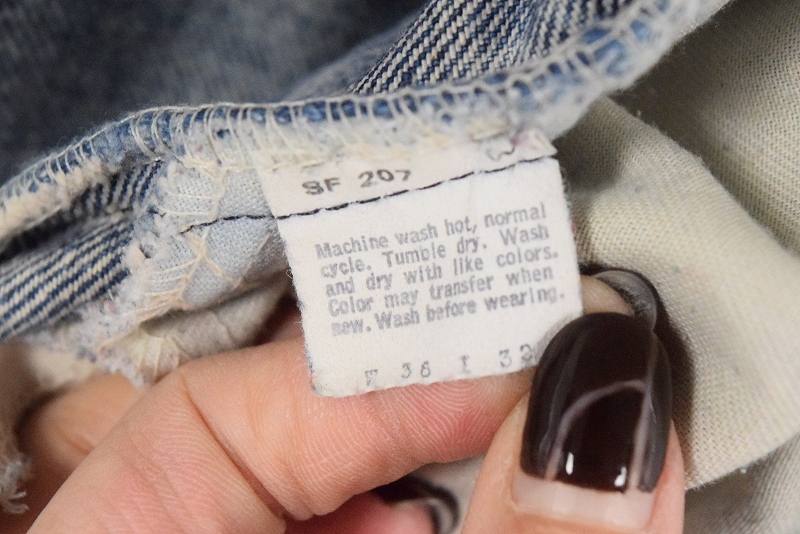 SF 207
Machine wash hot, normal
cycle. Tumble dry. Wash
and dry with like colors.
Color may transfer when
new. Wash before wearing.
W 36 I 32